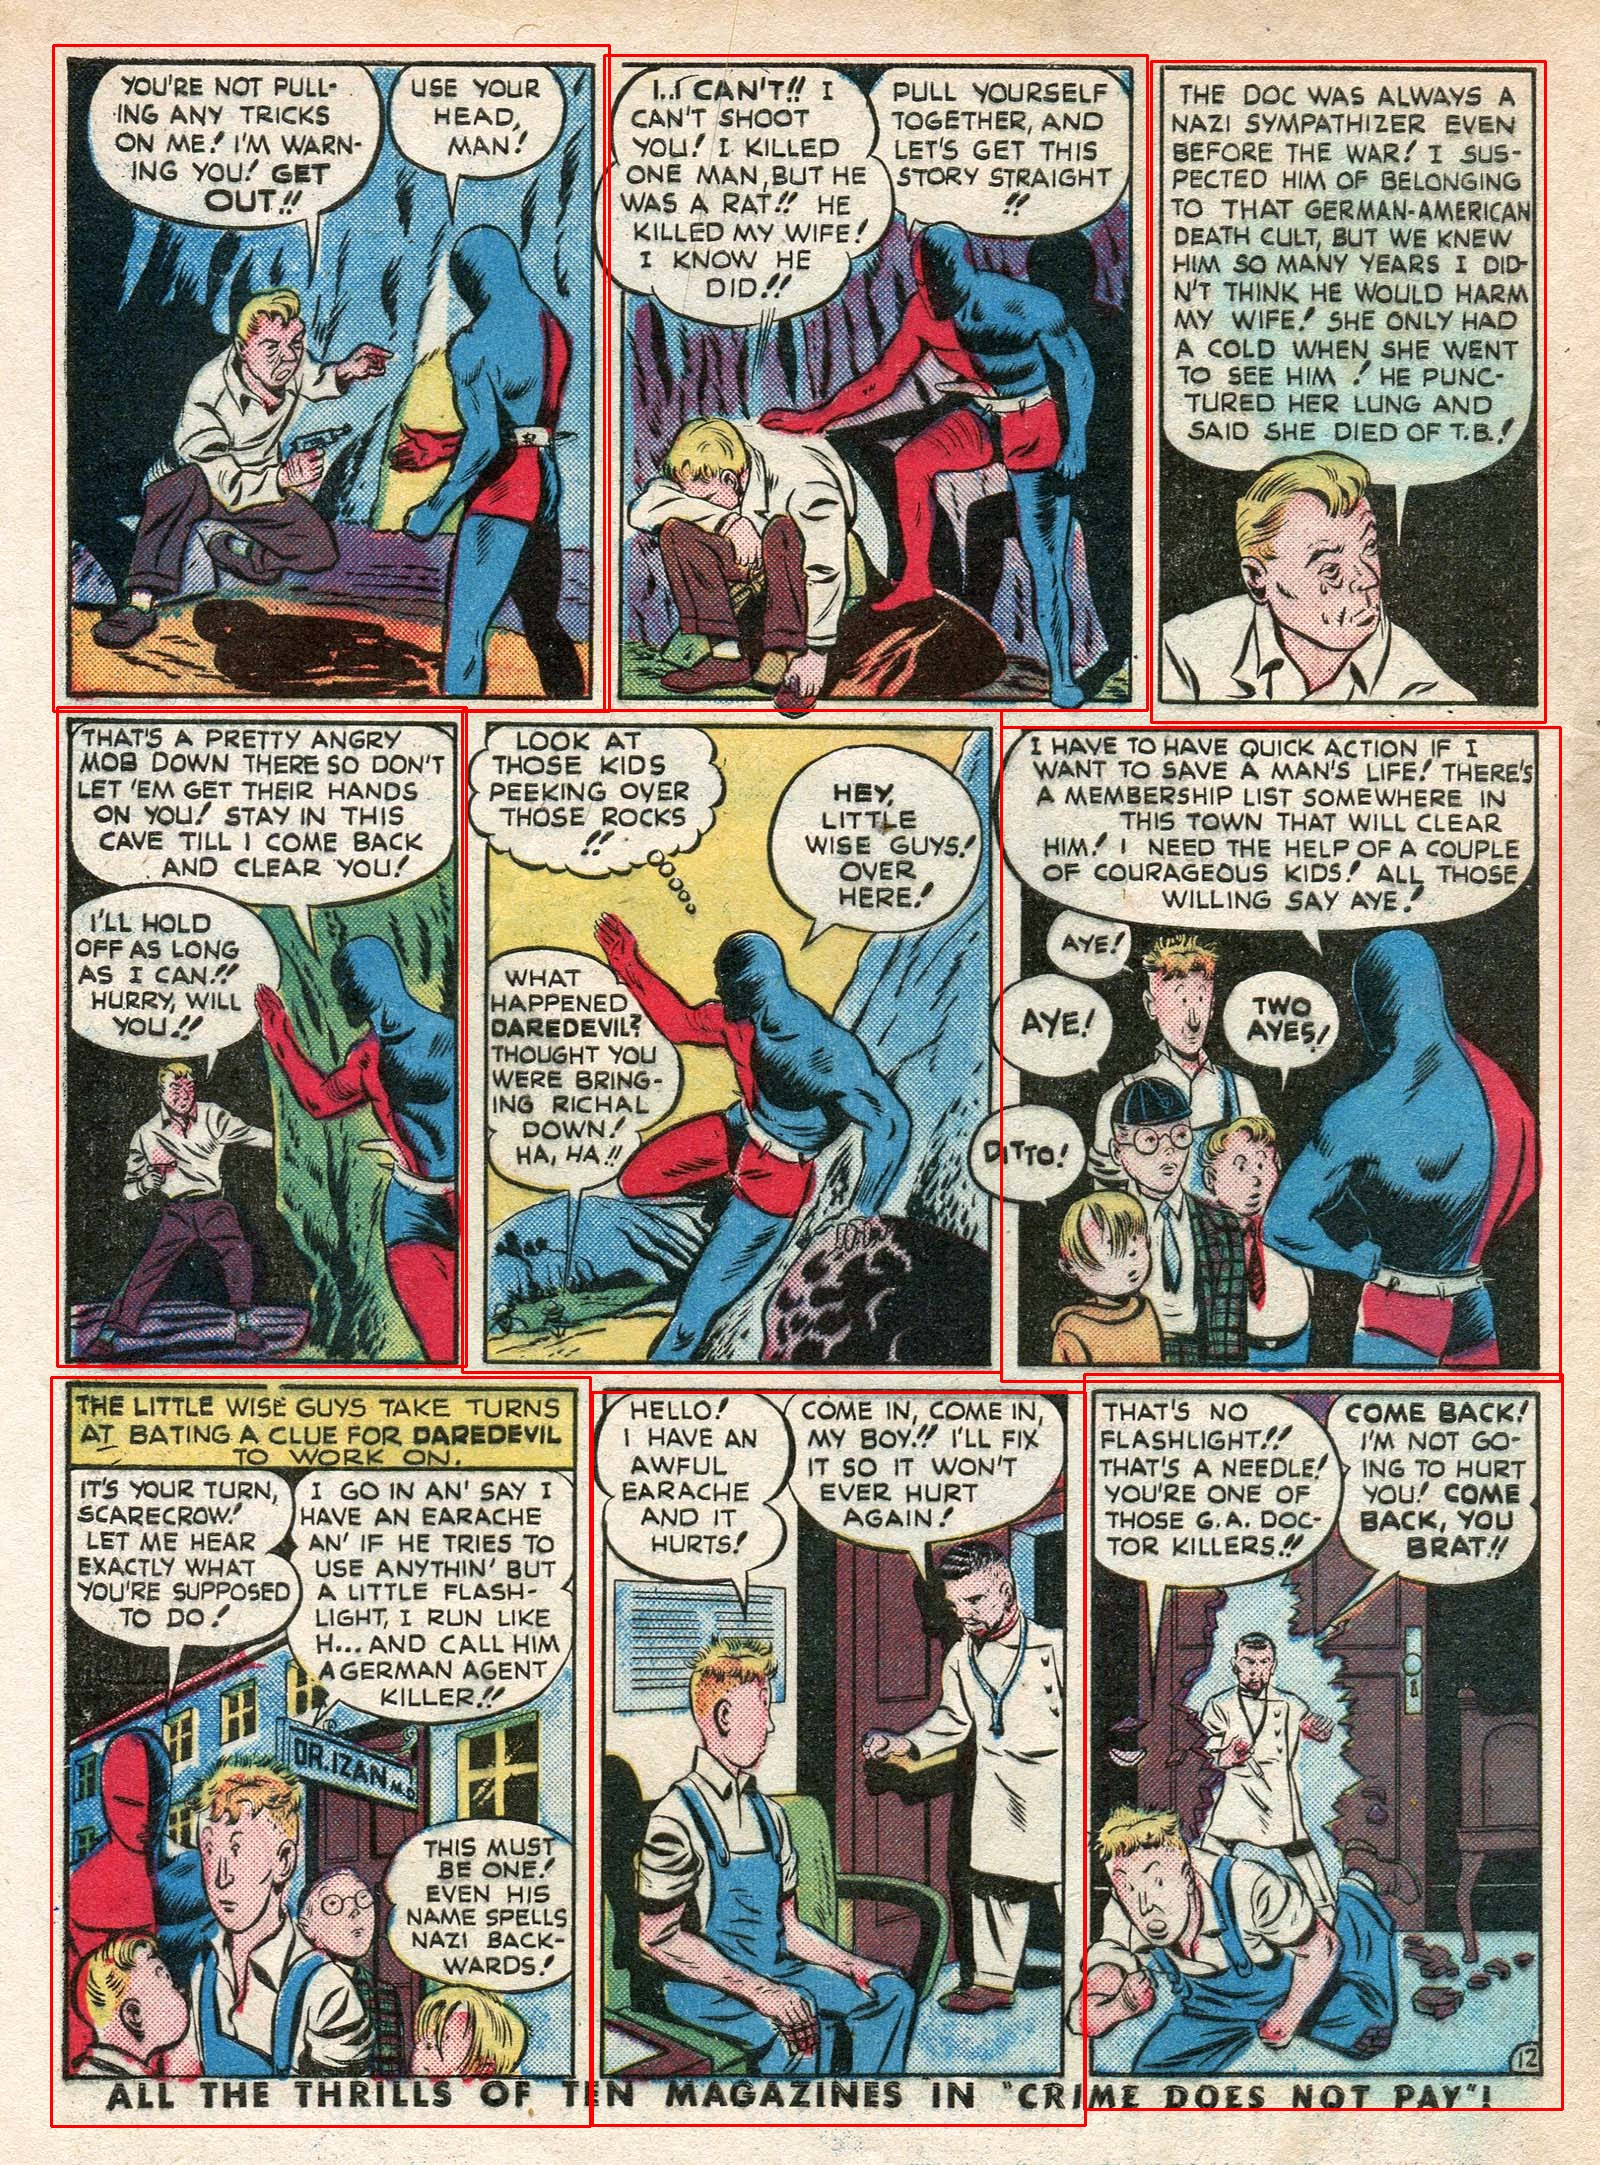 YOU'RE NOT PULL-
ING ANY TRICKS
ON ME! I'M WARN-
ING YOU! GET
OUT!!
USE YOUR
HEAD,
MAN!
I..I CAN'T!! I
CAN'T SHOOT
YOU! I KILLED
ONE MAN, BUT HE
WAS A RAT!! HE
KILLED MY WIFE!
I KNOW HE
DID!!
PULL YOURSELF
TOGETHER, AND
LET'S GET THIS
STORY STRAIGHT
!!
THE DOC WAS ALWAYS A
NAZI SYMPATHIZER EVEN
BEFORE THE WAR! I SUS-
PECTED HIM OF BELONGING
TO THAT GERMAN-AMERICAN
DEATH CULT, BUT WE KNEW
HIM SO MANY YEARS I DID-
N'T THINK HE WOULD HARM
MY WIFE! SHE ONLY HAD
A COLD WHEN SHE WENT
TO SEE HIM! HE PUNC-
TURED HER LUNG AND
SAID SHE DIED OF T.B.!
THAT'S A PRETTY ANGRY
MOB DOWN THERE SO DON'T
LET 'EM GET THEIR HANDS
ON YOU! STAY IN THIS
CAVE TILL I COME BACK
AND CLEAR YOU!
I'LL HOLD
OFF AS LONG
AS I CAN!!
HURRY, WILL
YOU!!
LOOK AT
THOSE KIDS
PEEKING OVER
THOSE ROCKS
!!
HEY,
LITTLE
WISE GUYS!
OVER
HERE!
WHAT
HAPPENED
DAREDEVIL?
THOUGHT YOU
WERE BRING-
ING RICHAL
DOWN!
HA, HA!!
I HAVE TO HAVE QUICK ACTION IF I
WANT TO SAVE A MAN'S LIFE! THERE'S
A MEMBERSHIP LIST SOMEWHERE IN
THIS TOWN THAT WILL CLEAR
HIM! I NEED THE HELP OF A COUPLE
OF COURAGEOUS KIDS! ALL THOSE
WILLING SAY AYE!
AYE!
AYE!
TWO
AYES!
DITTO!
THE LITTLE WISE GUYS TAKE TURNS
AT BATING A CLUE FOR DAREDEVIL
TO WORK ON.
IT'S YOUR TURN,
SCARECROW!
LET ME HEAR
EXACTLY WHAT
YOU'RE SUPPOSED
TO DO!
I GO IN AN' SAY I
HAVE AN EARACHE
AN' IF HE TRIES TO
USE ANYTHIN' BUT
A LITTLE FLASH-
LIGHT, I RUN LIKE
H... AND CALL HIM
A GERMAN AGENT
KILLER!!
DR. IZAN M.D.
THIS MUST
BE ONE!
EVEN HIS
NAME SPELLS
NAZI BACK-
WARDS!
HELLO!
I HAVE AN
AWFUL
EARACHE
AND IT
HURTS!
COME IN, COME IN,
MY BOY!! I'LL FIX
IT SO IT WON'T
EVER HURT
AGAIN!
THAT'S NO
FLASHLIGHT!!
THAT'S A NEEDLE!
YOU'RE ONE OF
THOSE G.A. DOC-
TOR KILLERS!!
COME BACK!
I'M NOT GO-
ING TO HURT
YOU! COME
BACK, YOU
BRAT!!
12
ALL THE THRILLS OF TEN MAGAZINES IN "CRIME DOES NOT PAY"!